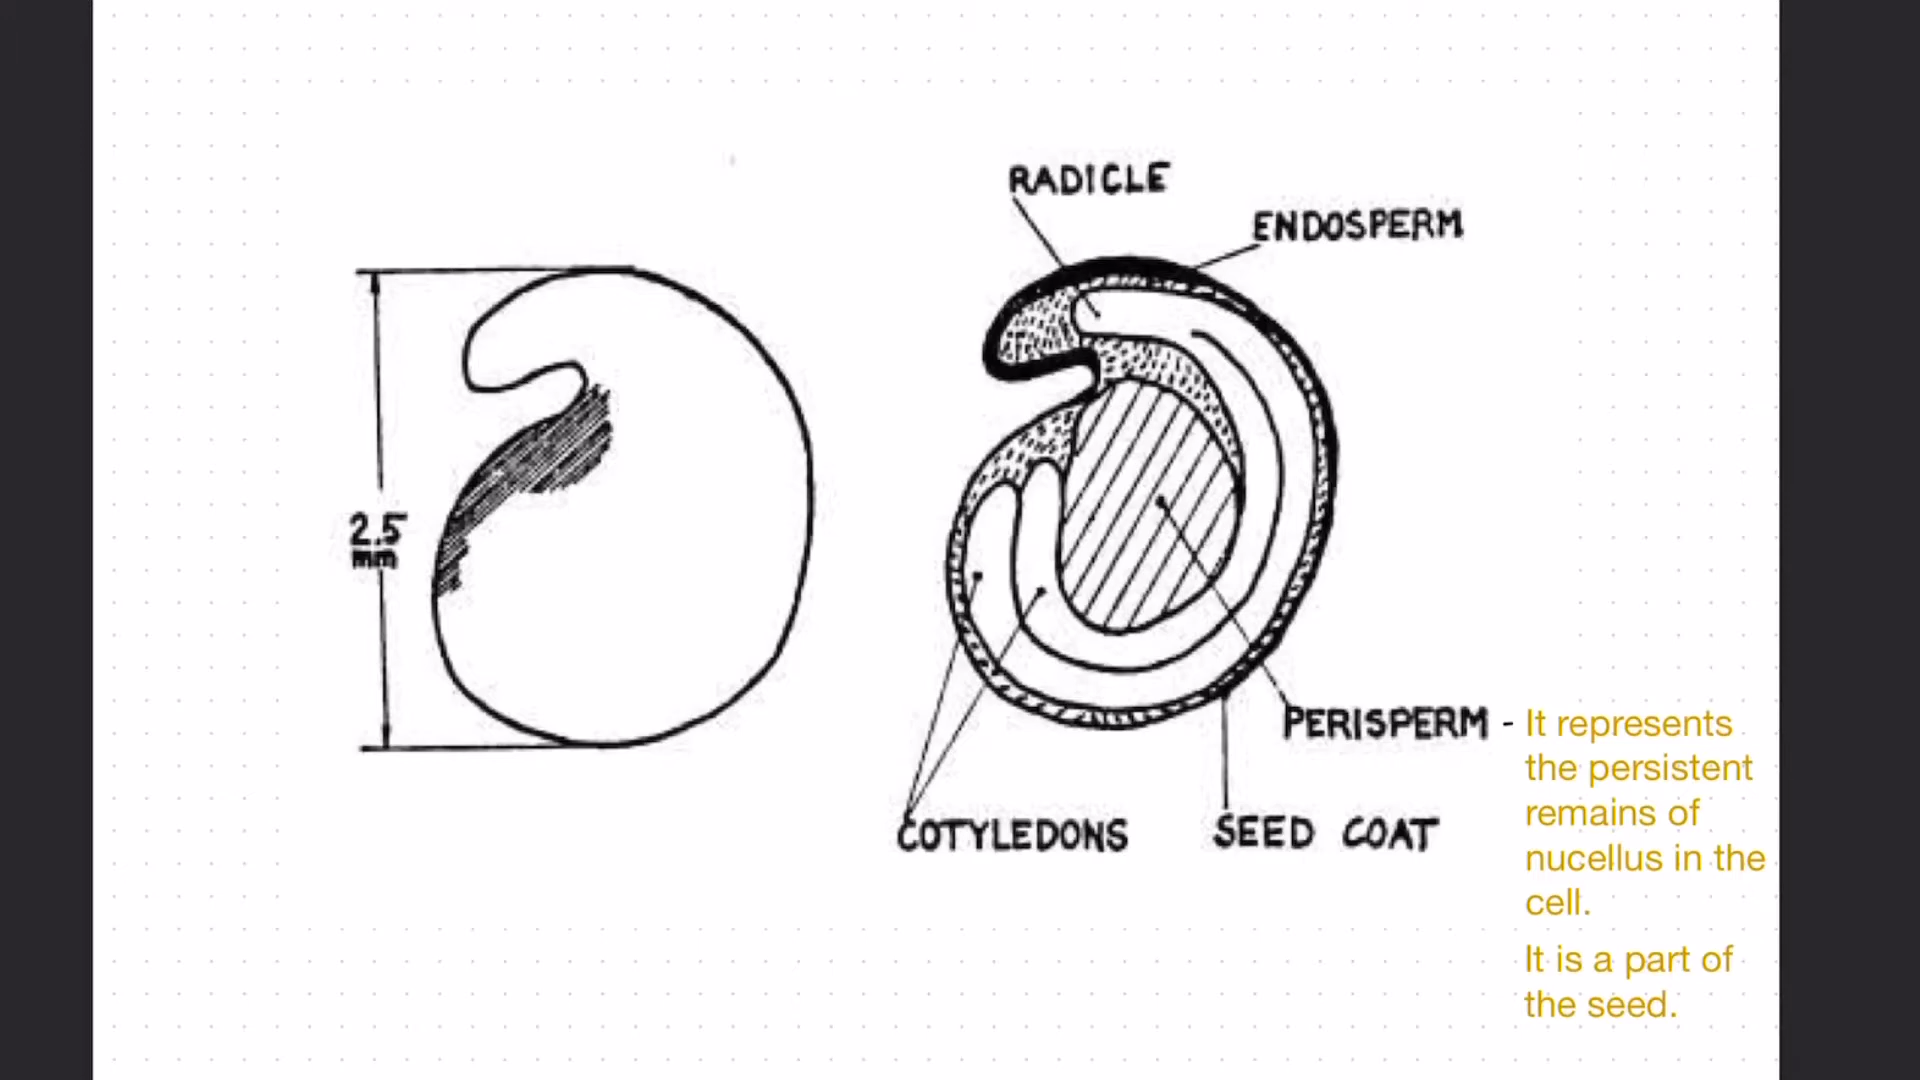 RADICLE
ENDOSPERM
2.5
mm
PERISPERM - It represents
the persistent
remains of
nucellus in the
cell.
COTYLEDONS
SEED COAT
It is a part of
the seed.